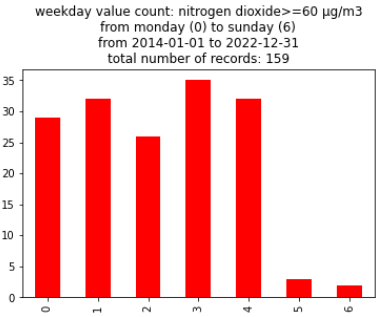 weekday value count: nitrogen dioxide>=60 µg/m3
from monday (0) to sunday (6)
from 2014-01-01 to 2022-12-31
total number of records: 159
35
30
25
20
15
10
5
0
0 1 2 3 4 5 6